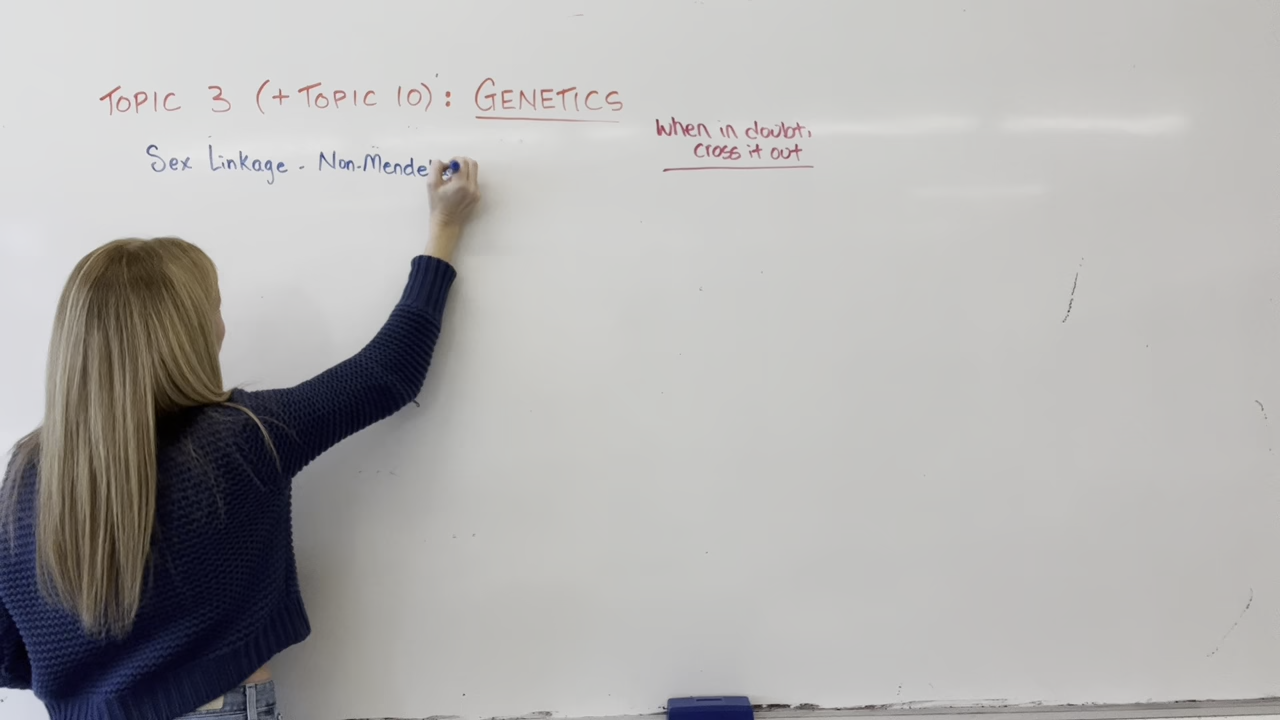 TOPIC 3 (+ TOPIC 10): GENETICS
When in doubt,
cross it out
Sex Linkage - Non-Mende